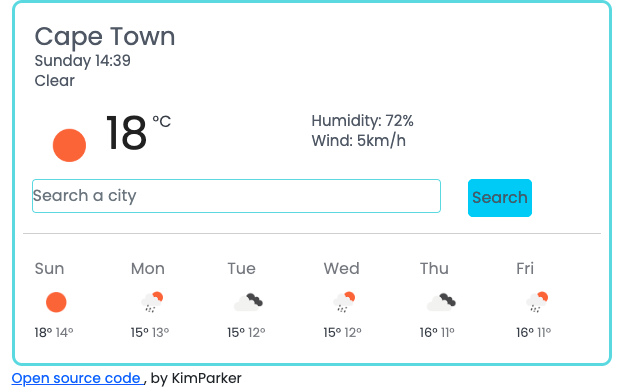 Cape Town
Sunday 14:39
Clear
18 °C
Humidity: 72%
Wind: 5km/h
Search a city
Search
Sun Mon Tue Wed Thu Fri
18° 14° 15° 13° 15° 12° 15° 12° 16° 11° 16° 11°
Open source code , by KimParker